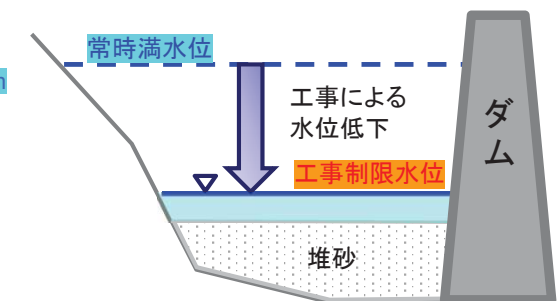 常時満水位
m
工事による
水位低下
ダム
工事制限水位
堆砂